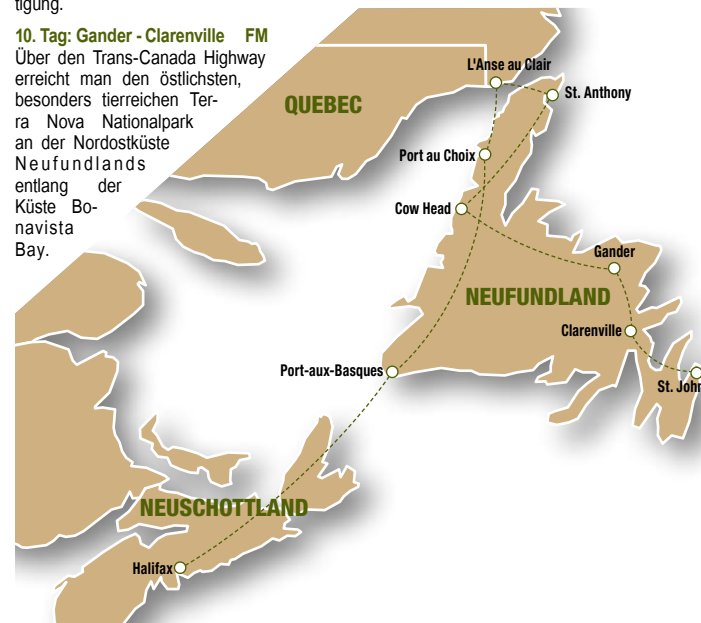 tigung.
10. Tag: Gander - Clarenville FM
Über den Trans-Canada Highway
erreicht man den östlichsten,
besonders tierreichen Ter-
ra Nova Nationalpark
an der Nordostküste
Neufundlands
entlang der
Küste Bo-
navista
Bay.
L'Anse au Clair
St. Anthony
QUEBEC
Port au Choix
Cow Head
Gander
NEUFUNDLAND
Clarenville
Port-aux-Basques
St. John
NEUSCHOTTLAND
Halifax